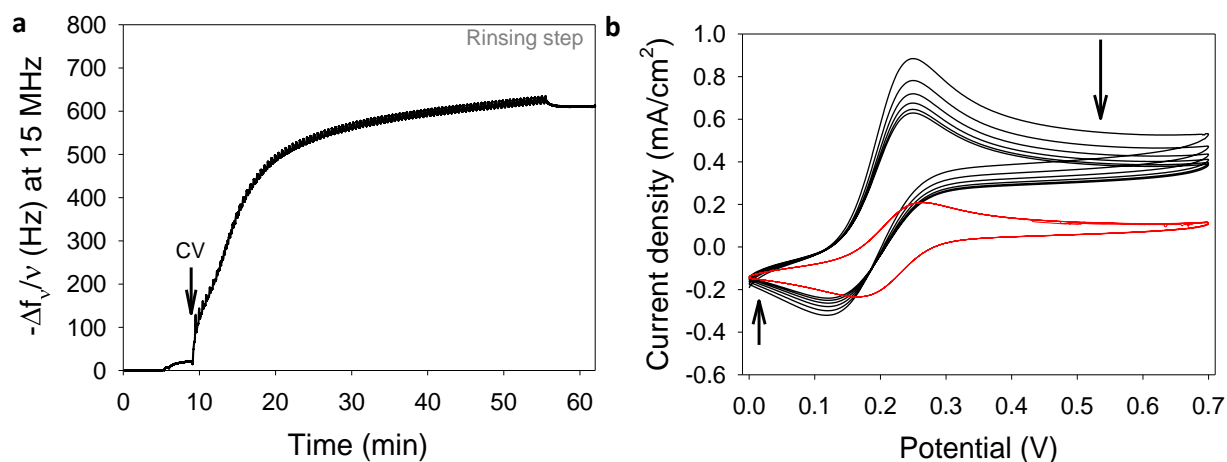 a
-Δfᵥ/ν (Hz) at 15 MHz
800
700
600
500
400
300
200
100
0
Rinsing step
CV
0 10 20 30 40 50 60
Time (min)
b
Current density (mA/cm²)
1.0
0.8
0.6
0.4
0.2
0.0
-0.2
-0.4
-0.6
0.0 0.1 0.2 0.3 0.4 0.5 0.6 0.7
Potential (V)